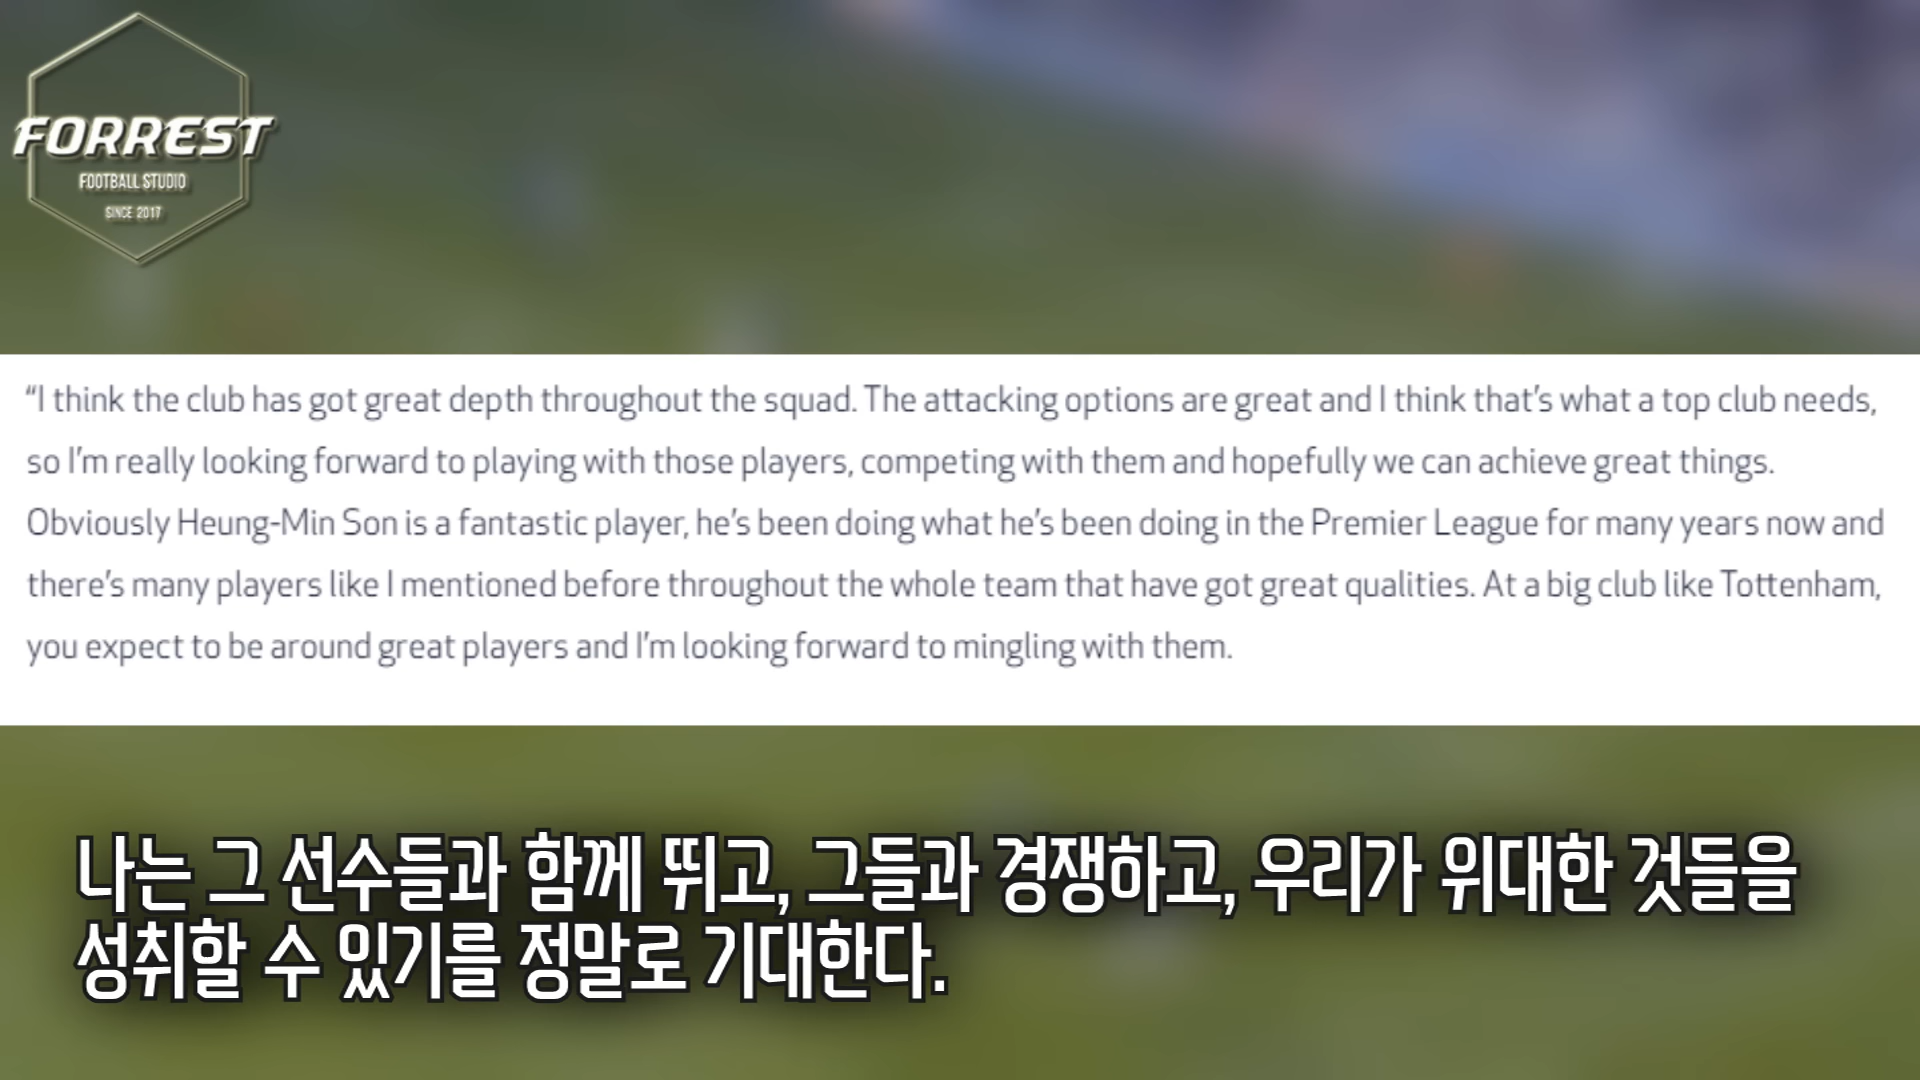 FORREST
FOOTBALL STUDIO
SINCE 2017
“I think the club has got great depth throughout the squad. The attacking options are great and I think that’s what a top club needs,
so I’m really looking forward to playing with those players, competing with them and hopefully we can achieve great things.
Obviously Heung-Min Son is a fantastic player, he’s been doing what he’s been doing in the Premier League for many years now and
there’s many players like I mentioned before throughout the whole team that have got great qualities. At a big club like Tottenham,
you expect to be around great players and I’m looking forward to mingling with them.
나는 그 선수들과 함께 뛰고, 그들과 경쟁하고, 우리가 위대한 것들을
성취할 수 있기를 정말로 기대한다.